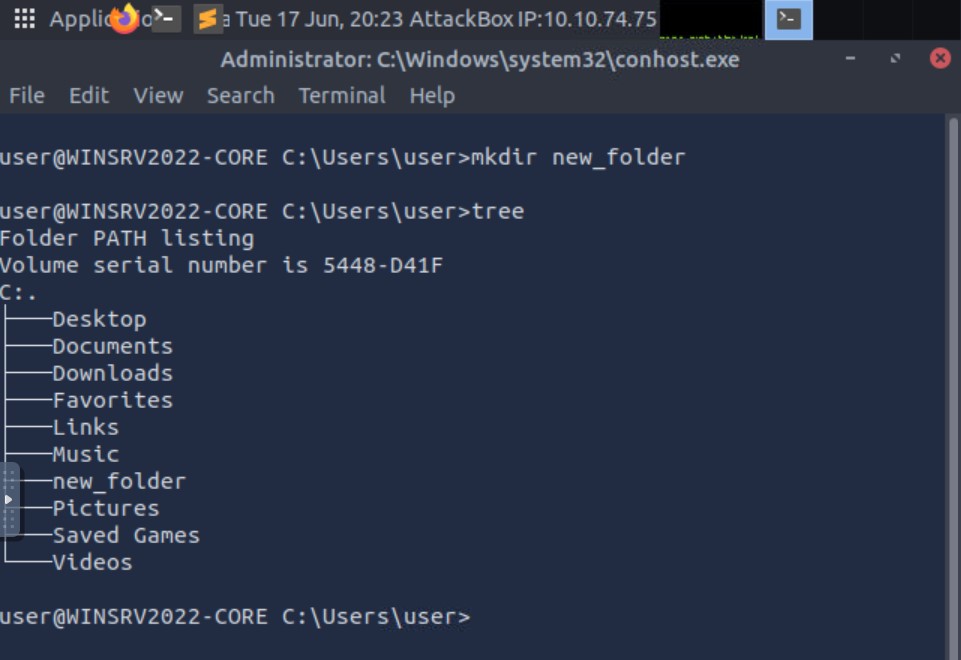 Tue 17 Jun, 20:23 AttackBox IP:10.10.74.75
Administrator: C:\Windows\system32\conhost.exe
File Edit View Search Terminal Help
user@WINSRV2022-CORE C:\Users\user>mkdir new_folder
user@WINSRV2022-CORE C:\Users\user>tree
Folder PATH listing
Volume serial number is 5448-D41F
C:.
├───Desktop
├───Documents
├───Downloads
├───Favorites
├───Links
├───Music
├───new_folder
├───Pictures
├───Saved Games
└───Videos
user@WINSRV2022-CORE C:\Users\user>